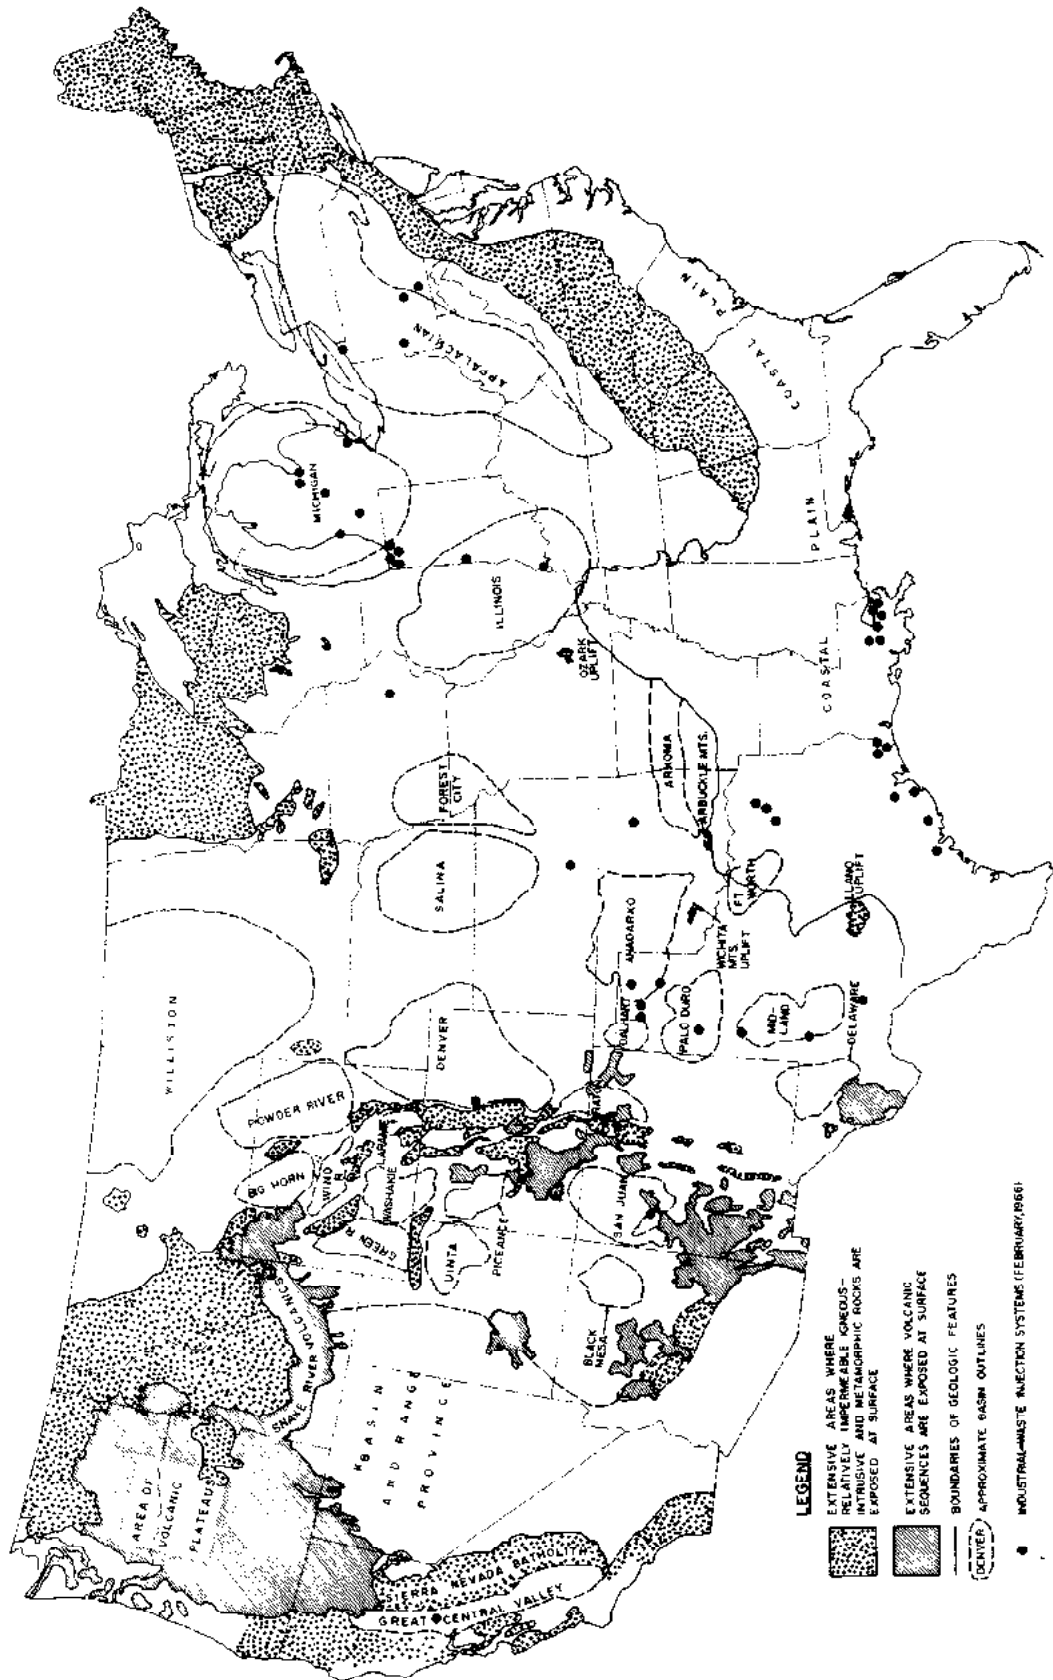 WILLISTON
POWDER RIVER
BIG HORN
WIND
R.
LARAMIE
WASHAKIE
GREEN R.
UINTA
PICEANCE
SNAKE RIVER VOLCANICS
AREA OF
VOLCANIC
PLATEAUS
BASIN
AND RANGE
PROVINCE
SIERRA NEVADA BATHOLITH
GREAT CENTRAL VALLEY
BLACK
MESA
SAN JUAN
DENVER
SALINA
FOREST
CITY
MICHIGAN
ILLINOIS
APPALACHIAN
OZARK
UPLIFT
ARKOMA
ARBUCKLE MTS.
ANADARKO
DALHART
PALO DURO
WICHITA
MTS.
UPLIFT
FT.
WORTH
MID-
LAND
DELAWARE
UPLIFT
COASTAL
PLAIN
COASTAL
PLAIN
LEGEND
EXTENSIVE AREAS WHERE
RELATIVELY IMPERMEABLE IGNEOUS-
INTRUSIVE AND METAMORPHIC ROCKS ARE
EXPOSED AT SURFACE
EXTENSIVE AREAS WHERE VOLCANIC
SEQUENCES ARE EXPOSED AT SURFACE
BOUNDARIES OF GEOLOGIC FEATURES
DENVER APPROXIMATE BASIN OUTLINES
INDUSTRIAL-WASTE INJECTION SYSTEMS (FEBRUARY, 1966)